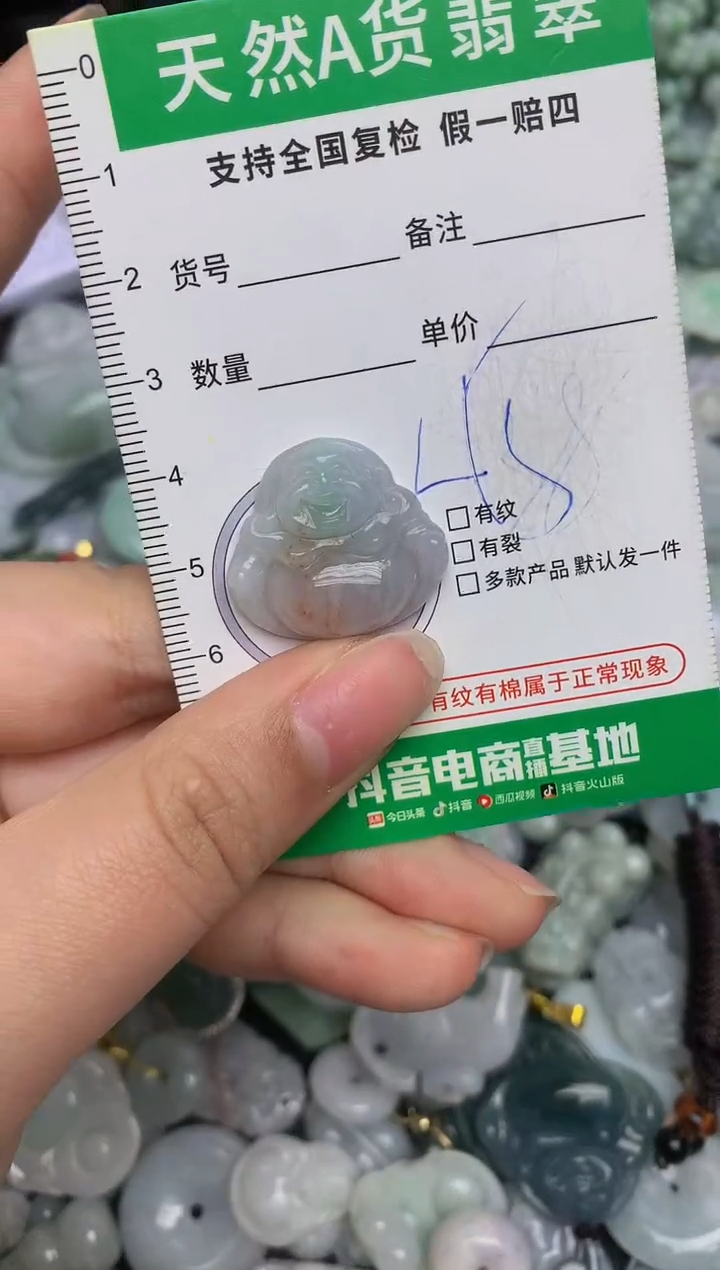 天然A货翡翠
支持全国复检 假一赔四
0
1
2
3
4
5
6
货号 备注
数量 单价
□有纹
□有裂
□多款产品 默认发一件
有纹有棉属于正常现象
抖音电商直播基地
头条 今日头条 抖音 西瓜视频 抖音火山版